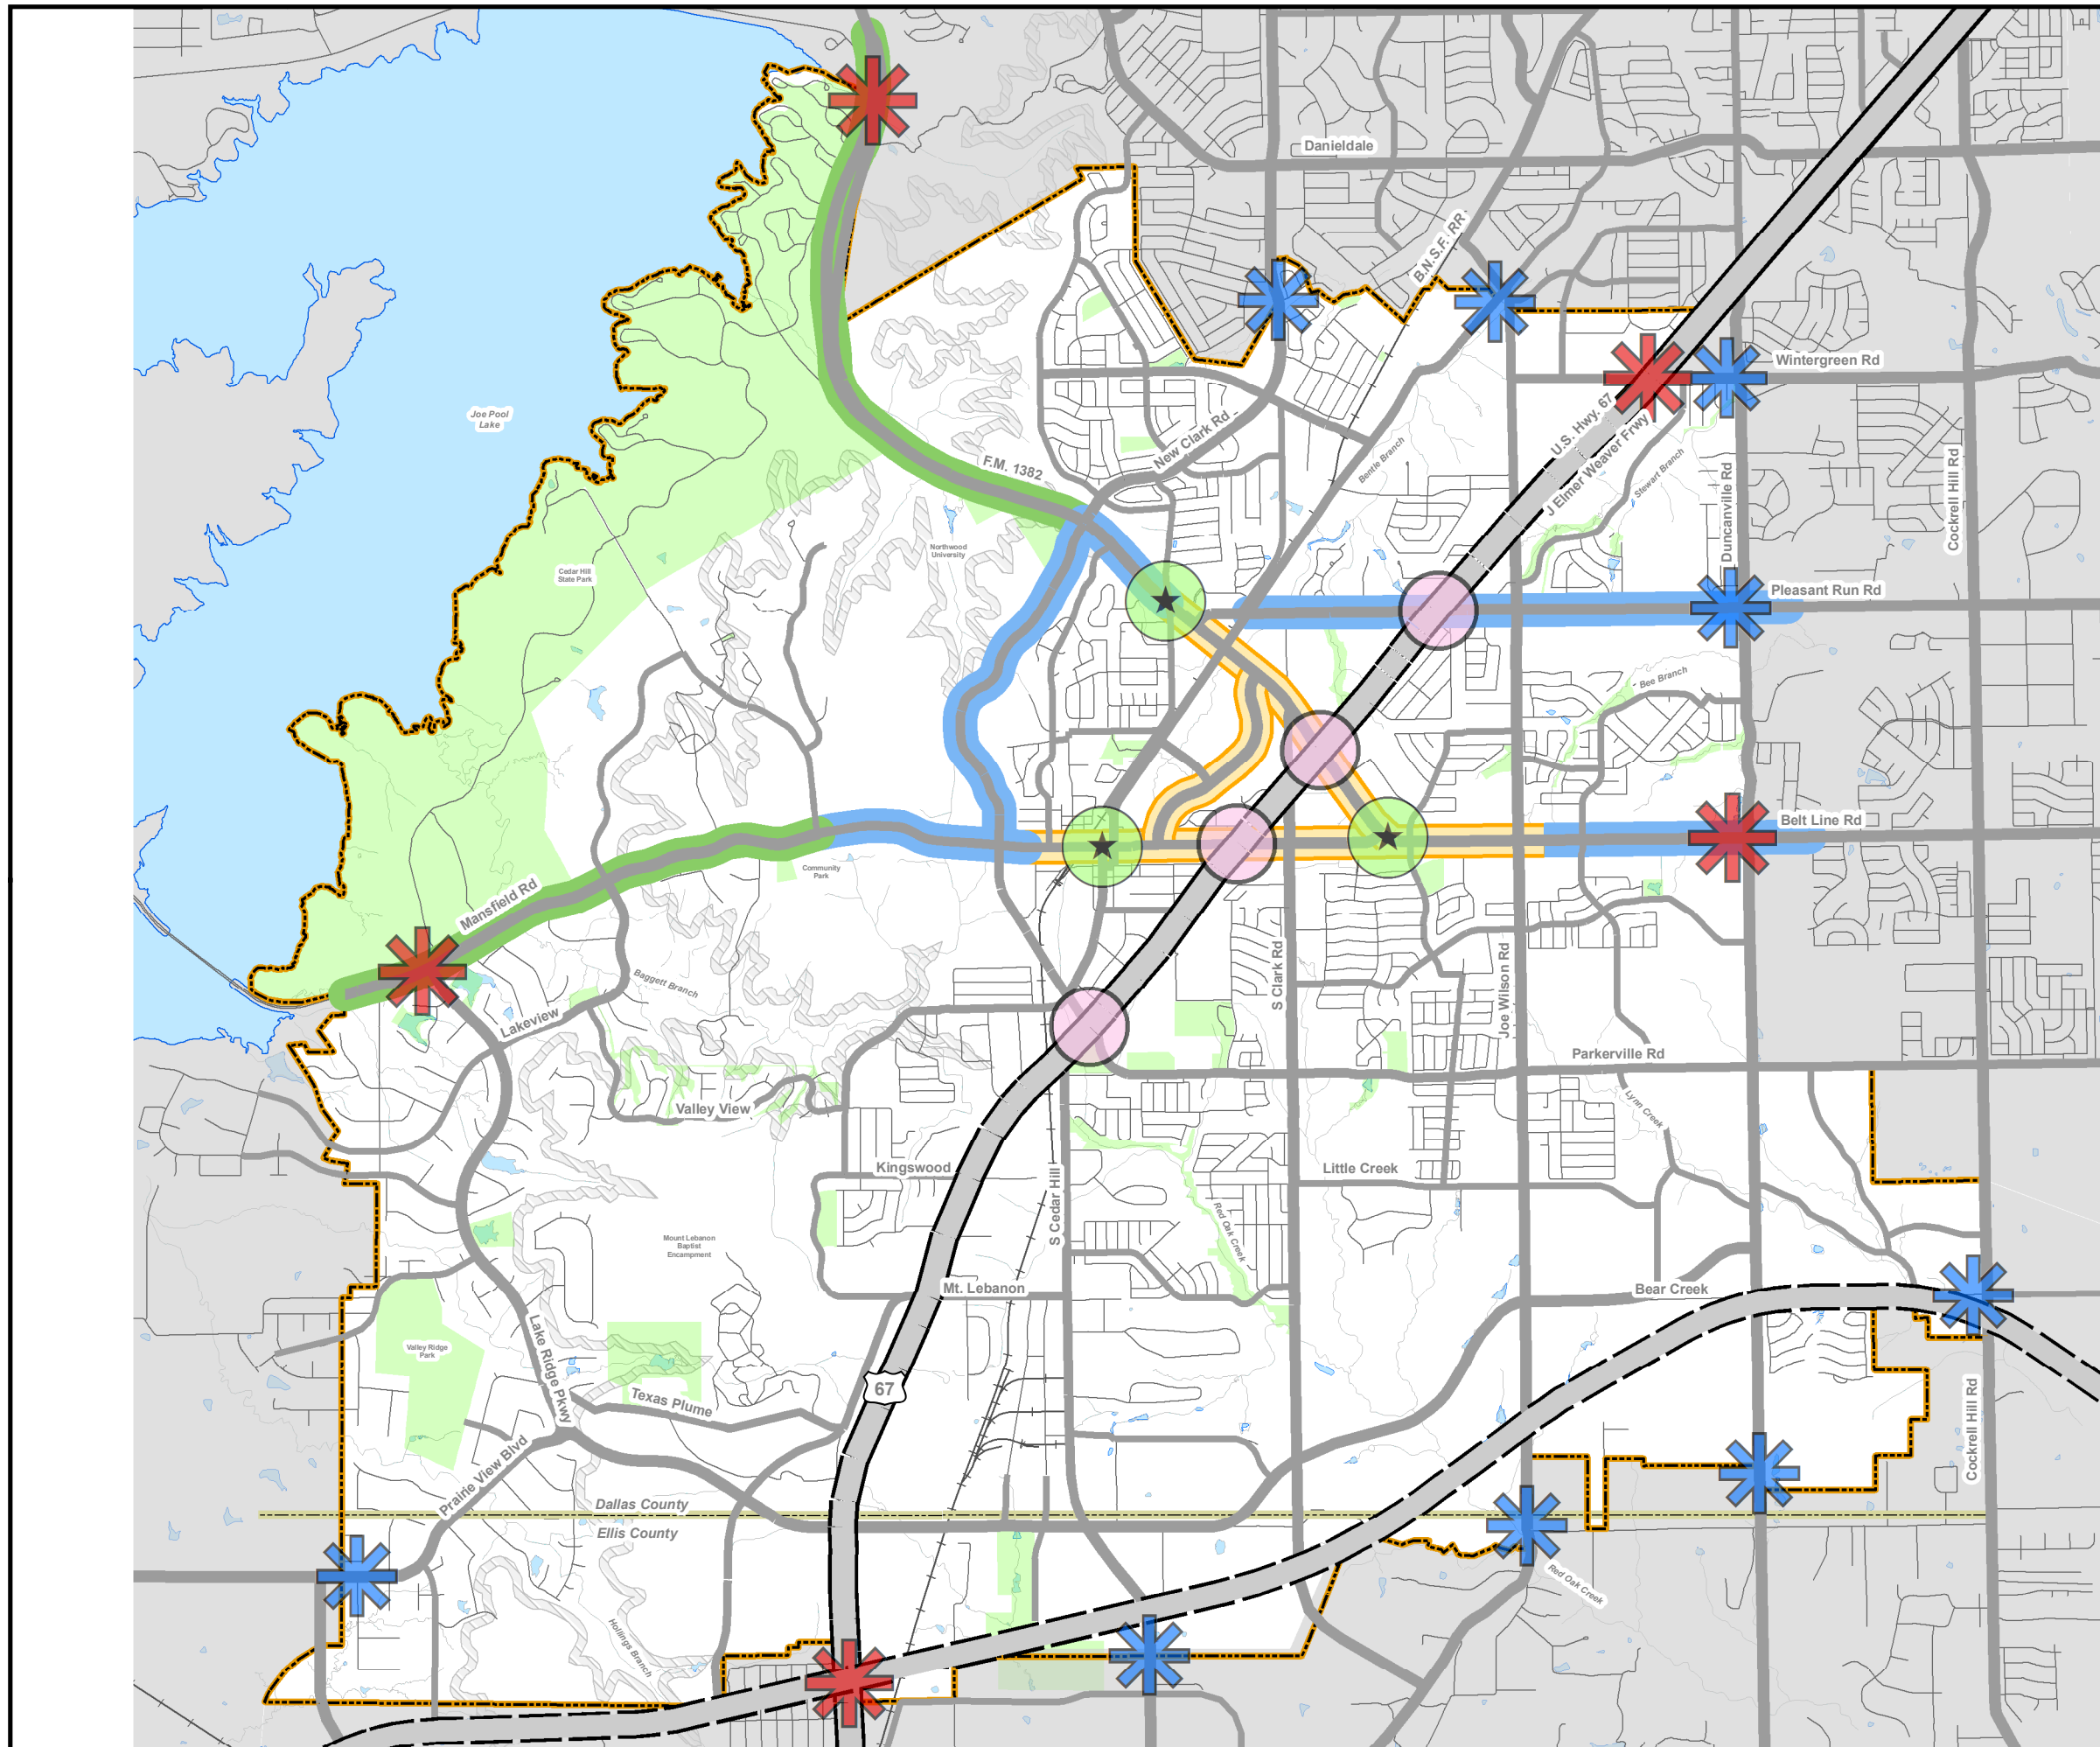 Danieldale
B.N.S.F. RR
Wintergreen Rd
U.S. Hwy. 67
J Elmer Weaver Frwy
Joe Pool
Lake
New Clark Rd
Bentle Branch
Stewart Branch
Duncanville Rd
Cockrell Hill Rd
F.M. 1382
Northwood
University
Cedar Hill
State Park
Pleasant Run Rd
Bee Branch
Belt Line Rd
Community
Park
Mansfield Rd
Baggett Branch
S Clark Rd
Joe Wilson Rd
Lakeview
Parkerville Rd
Valley View
Lynn Creek
Kingswood
Little Creek
S Cedar Hill
Red Oak Creek
Mount Lebanon
Baptist
Encampment
Mt. Lebanon
Bear Creek
Valley Ridge
Park
Lake Ridge Pkwy
67
Texas Plume
Cockrell Hill Rd
Prairie View Blvd
Dallas County
Ellis County
Red Oak Creek
Hollings Branch